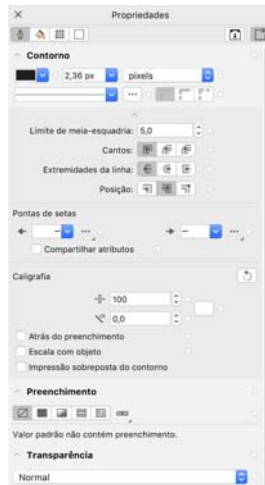 Propriedades
Contorno
2,36 px pixels
Limite de meia-esquadria: 5,0
Cantos:
Extremidades da linha:
Posição:
Pontas de setas
Compartilhar atributos
Caligrafia
100
0,0
Atrás do preenchimento
Escala com objeto
Impressão sobreposta do contorno
Preenchimento
Valor padrão não contém preenchimento.
Transparência
Normal